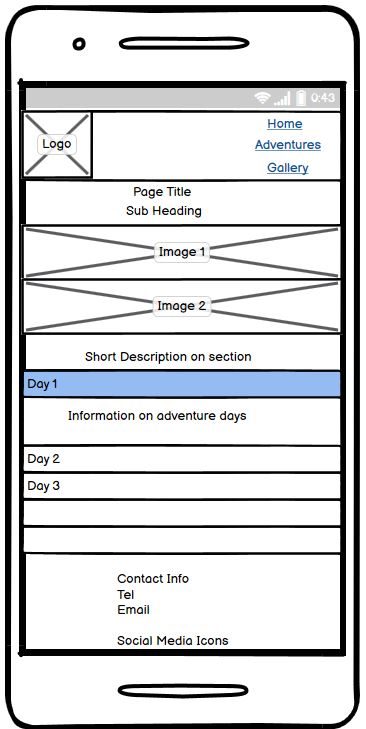 0:43
Logo
Home
Adventures
Gallery
Page Title
Sub Heading
Image 1
Image 2
Short Description on section
Day 1
Information on adventure days
Day 2
Day 3
Contact Info
Tel
Email
Social Media Icons